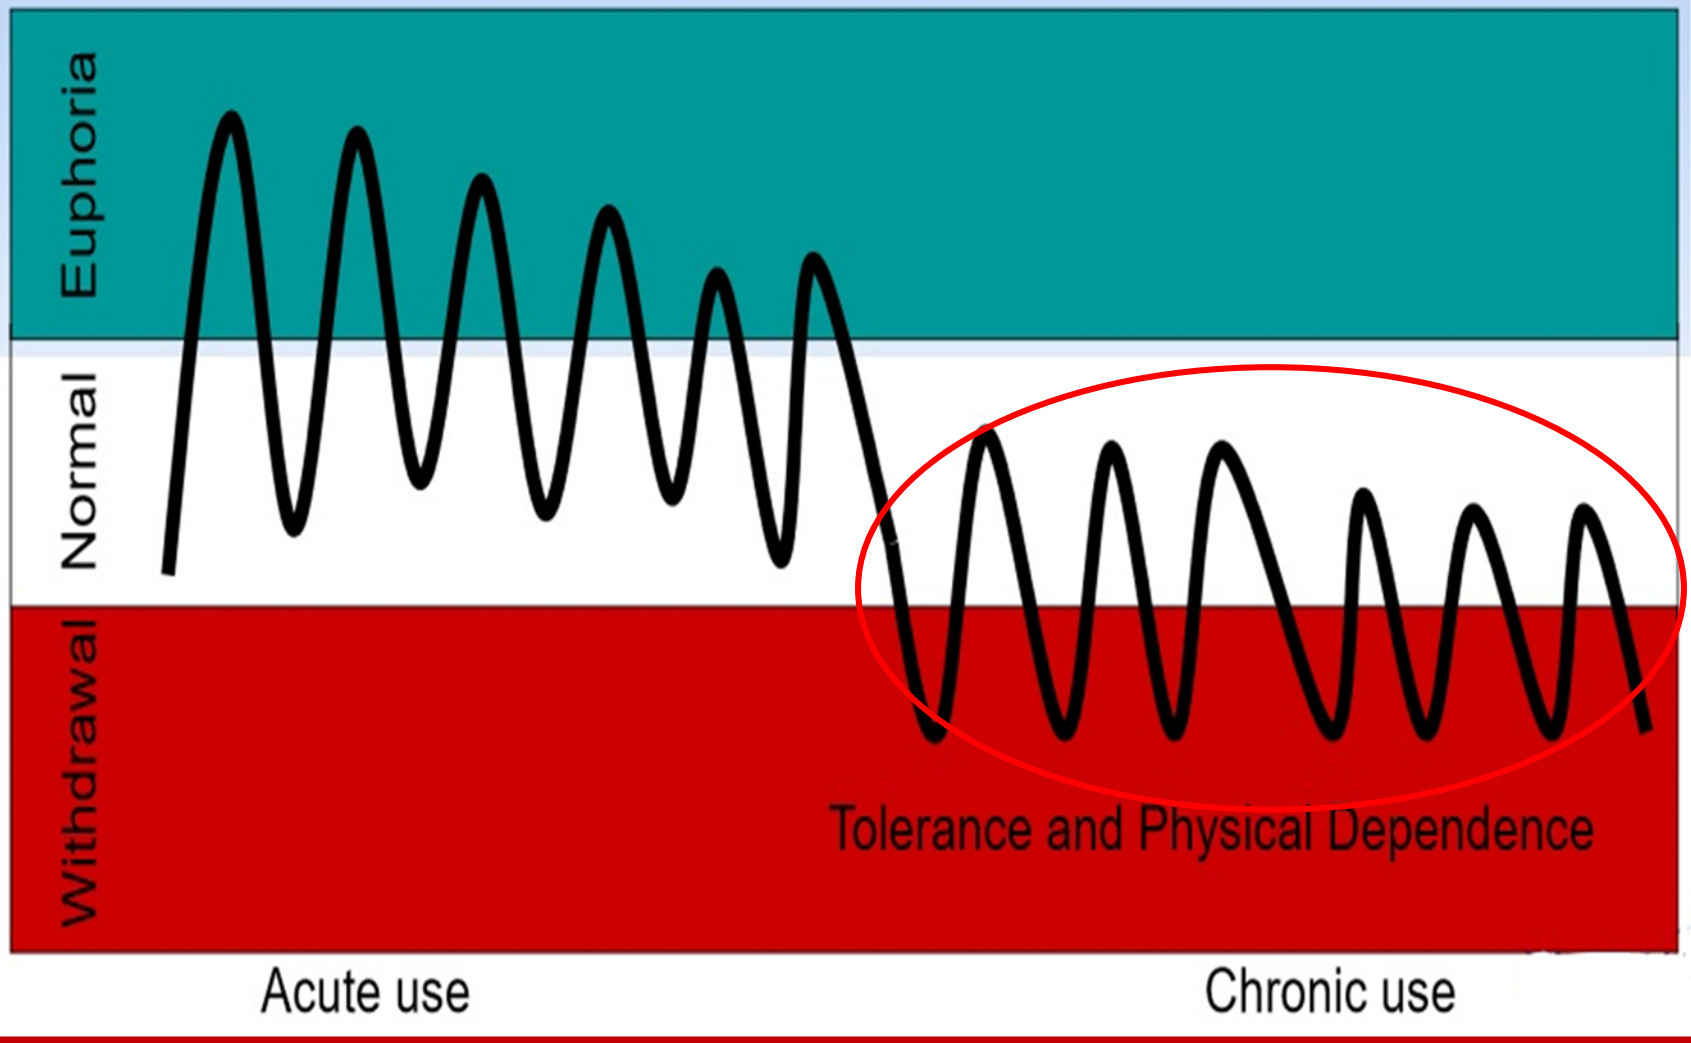 Euphoria
Normal
Withdrawal
Tolerance and Physical Dependence
Acute use
Chronic use